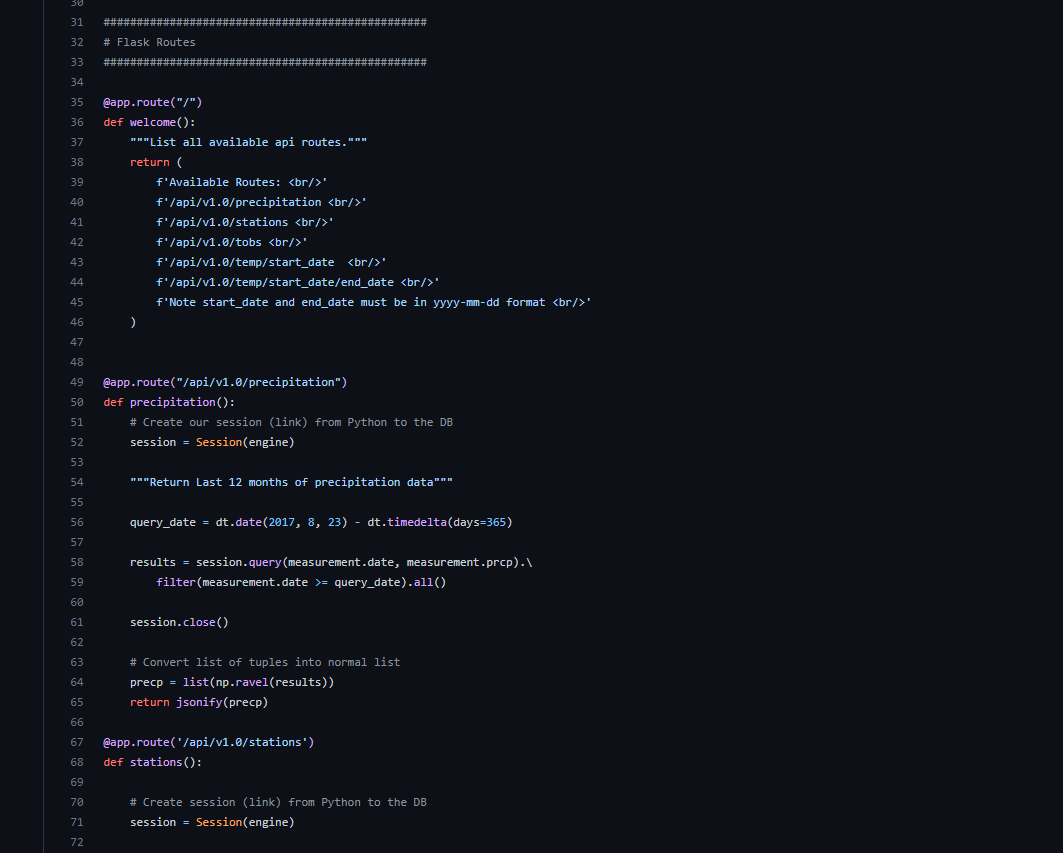 30
31 #################################################
32 # Flask Routes
33 #################################################
34
35 @app.route("/")
36 def welcome():
37     """List all available api routes."""
38     return (
39         f'Available Routes: <br/>'
40         f'/api/v1.0/precipitation <br/>'
41         f'/api/v1.0/stations <br/>'
42         f'/api/v1.0/tobs <br/>'
43         f'/api/v1.0/temp/start_date  <br/>'
44         f'/api/v1.0/temp/start_date/end_date <br/>'
45         f'Note start_date and end_date must be in yyyy-mm-dd format <br/>'
46     )
47
48
49 @app.route("/api/v1.0/precipitation")
50 def precipitation():
51     # Create our session (link) from Python to the DB
52     session = Session(engine)
53
54     """Return Last 12 months of precipitation data"""
55
56     query_date = dt.date(2017, 8, 23) - dt.timedelta(days=365)
57
58     results = session.query(measurement.date, measurement.prcp).\
59         filter(measurement.date >= query_date).all()
60
61     session.close()
62
63     # Convert list of tuples into normal list
64     precp = list(np.ravel(results))
65     return jsonify(precp)
66
67 @app.route('/api/v1.0/stations')
68 def stations():
69
70     # Create session (link) from Python to the DB
71     session = Session(engine)
72